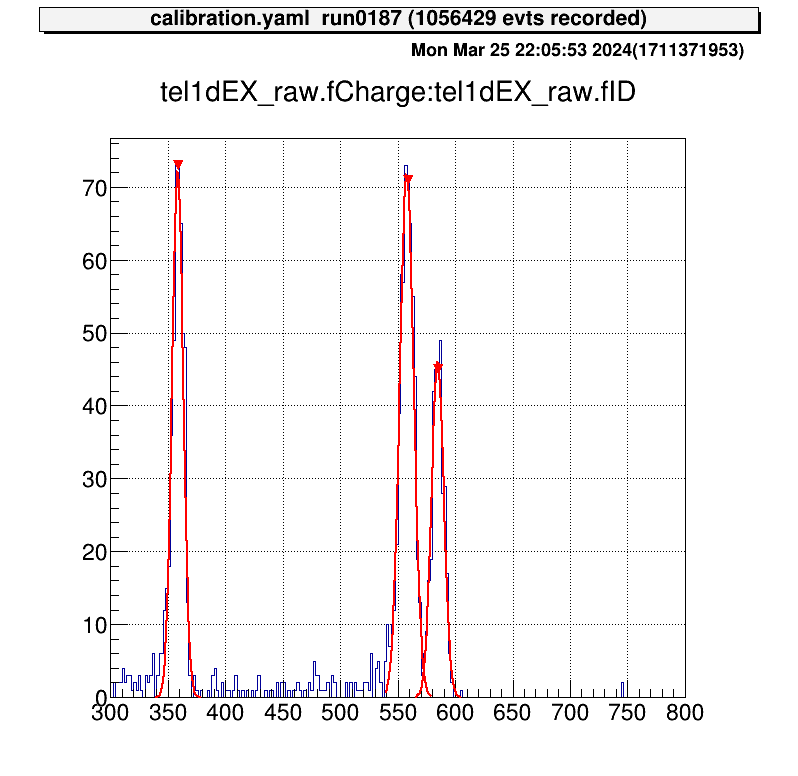 calibration.yaml run0187 (1056429 evts recorded)
Mon Mar 25 22:05:53 2024(1711371953)
tel1dEX_raw.fCharge:tel1dEX_raw.fID
70
60
50
40
30
20
10
0
300 350 400 450 500 550 600 650 700 750 800